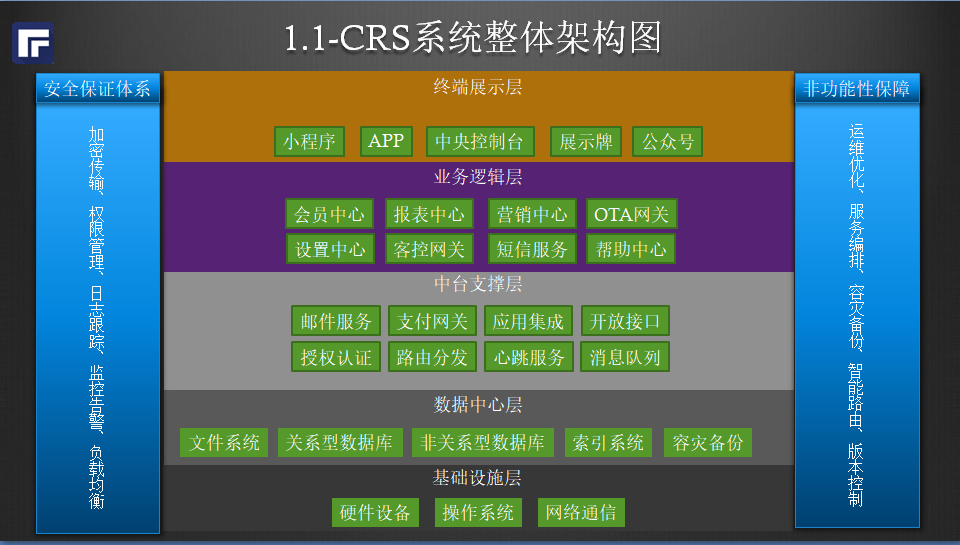 1.1-CRS系统整体架构图
安全保证体系
加密传输、权限管理、日志跟踪、监控告警、负载均衡
终端展示层
小程序 APP 中央控制台 展示牌 公众号
业务逻辑层
会员中心 报表中心 营销中心 OTA网关
设置中心 客控网关 短信服务 帮助中心
中台支撑层
邮件服务 支付网关 应用集成 开放接口
授权认证 路由分发 心跳服务 消息队列
数据中心层
文件系统 关系型数据库 非关系型数据库 索引系统 容灾备份
基础设施层
硬件设备 操作系统 网络通信
非功能性保障
运维优化、服务编排、容灾备份、智能路由、版本控制